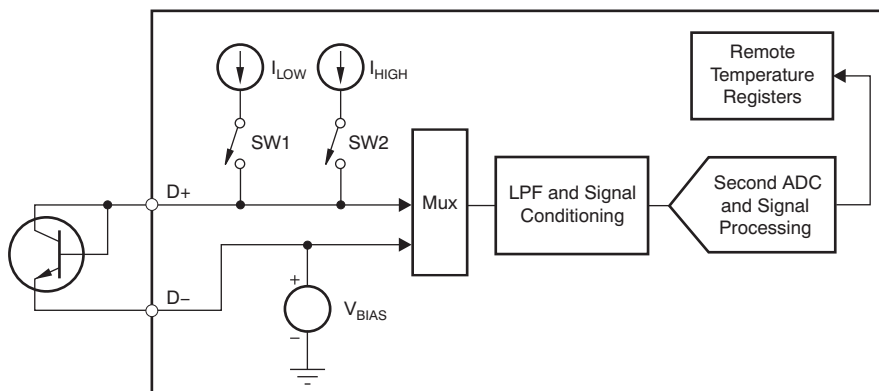 I_LOW
I_HIGH
SW1
SW2
Remote
Temperature
Registers
D+
Mux
LPF and Signal
Conditioning
Second ADC
and Signal
Processing
D−
+
V_BIAS
−